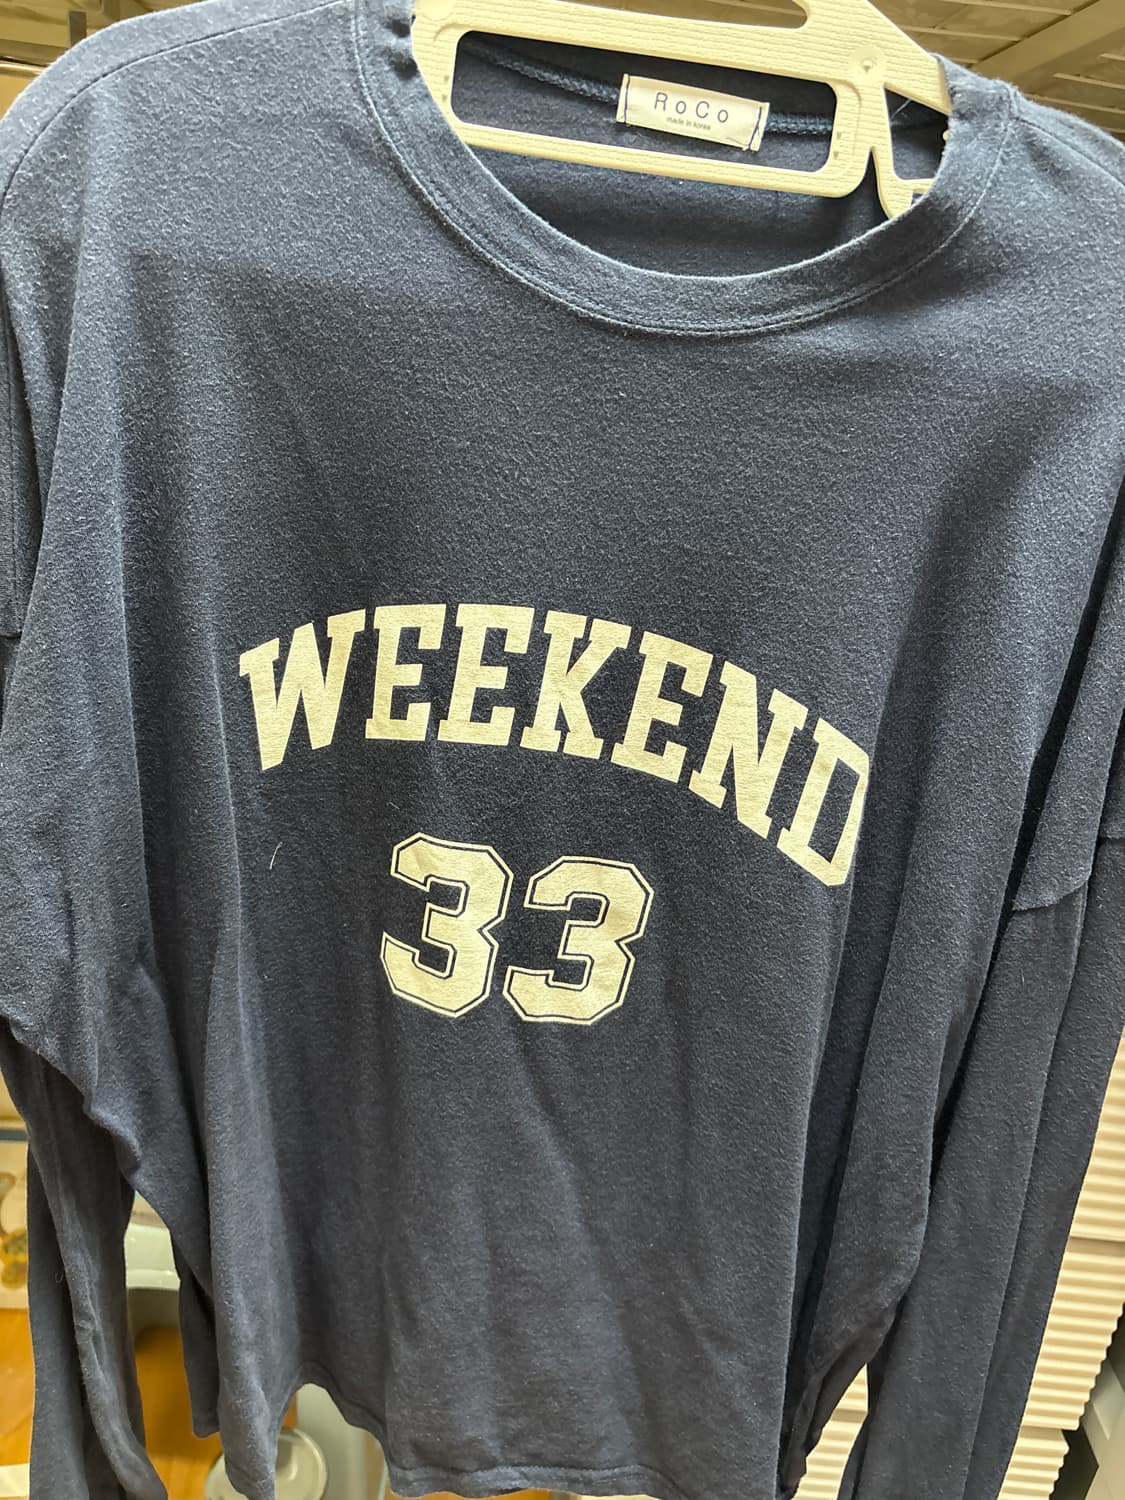 RoCo
made in korea
WEEKEND
33